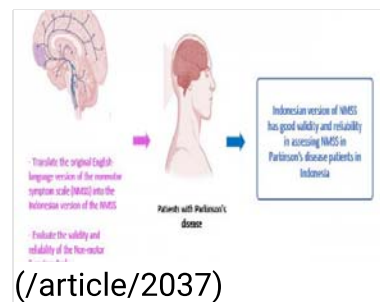 - Translate the original English-
language version of the nonmotor
symptom scale (NMSS) into the
Indonesian version of the NMSS
- Evaluate the validity and
reliability of the Non-motor
Patients with Parkinson's
disease
Indonesian version of NMSS
has good validity and reliability
in assessing NMSS in
Parkinson's disease patients in
Indonesia
(/article/2037)